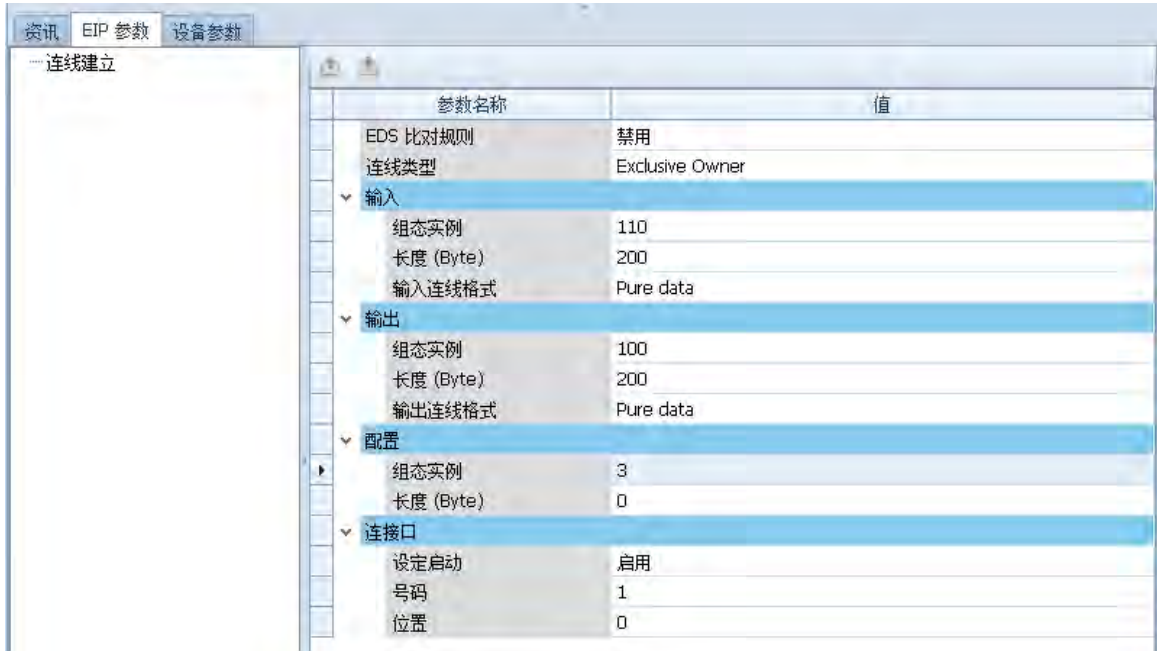 资讯 EIP 参数 设备参数
连线建立
参数名称 值
EDS 比对规则 禁用
连线类型 Exclusive Owner
输入
组态实例 110
长度 (Byte) 200
输入连线格式 Pure data
输出
组态实例 100
长度 (Byte) 200
输出连线格式 Pure data
配置
组态实例 3
长度 (Byte) 0
连接口
设定启动 启用
号码 1
位置 0